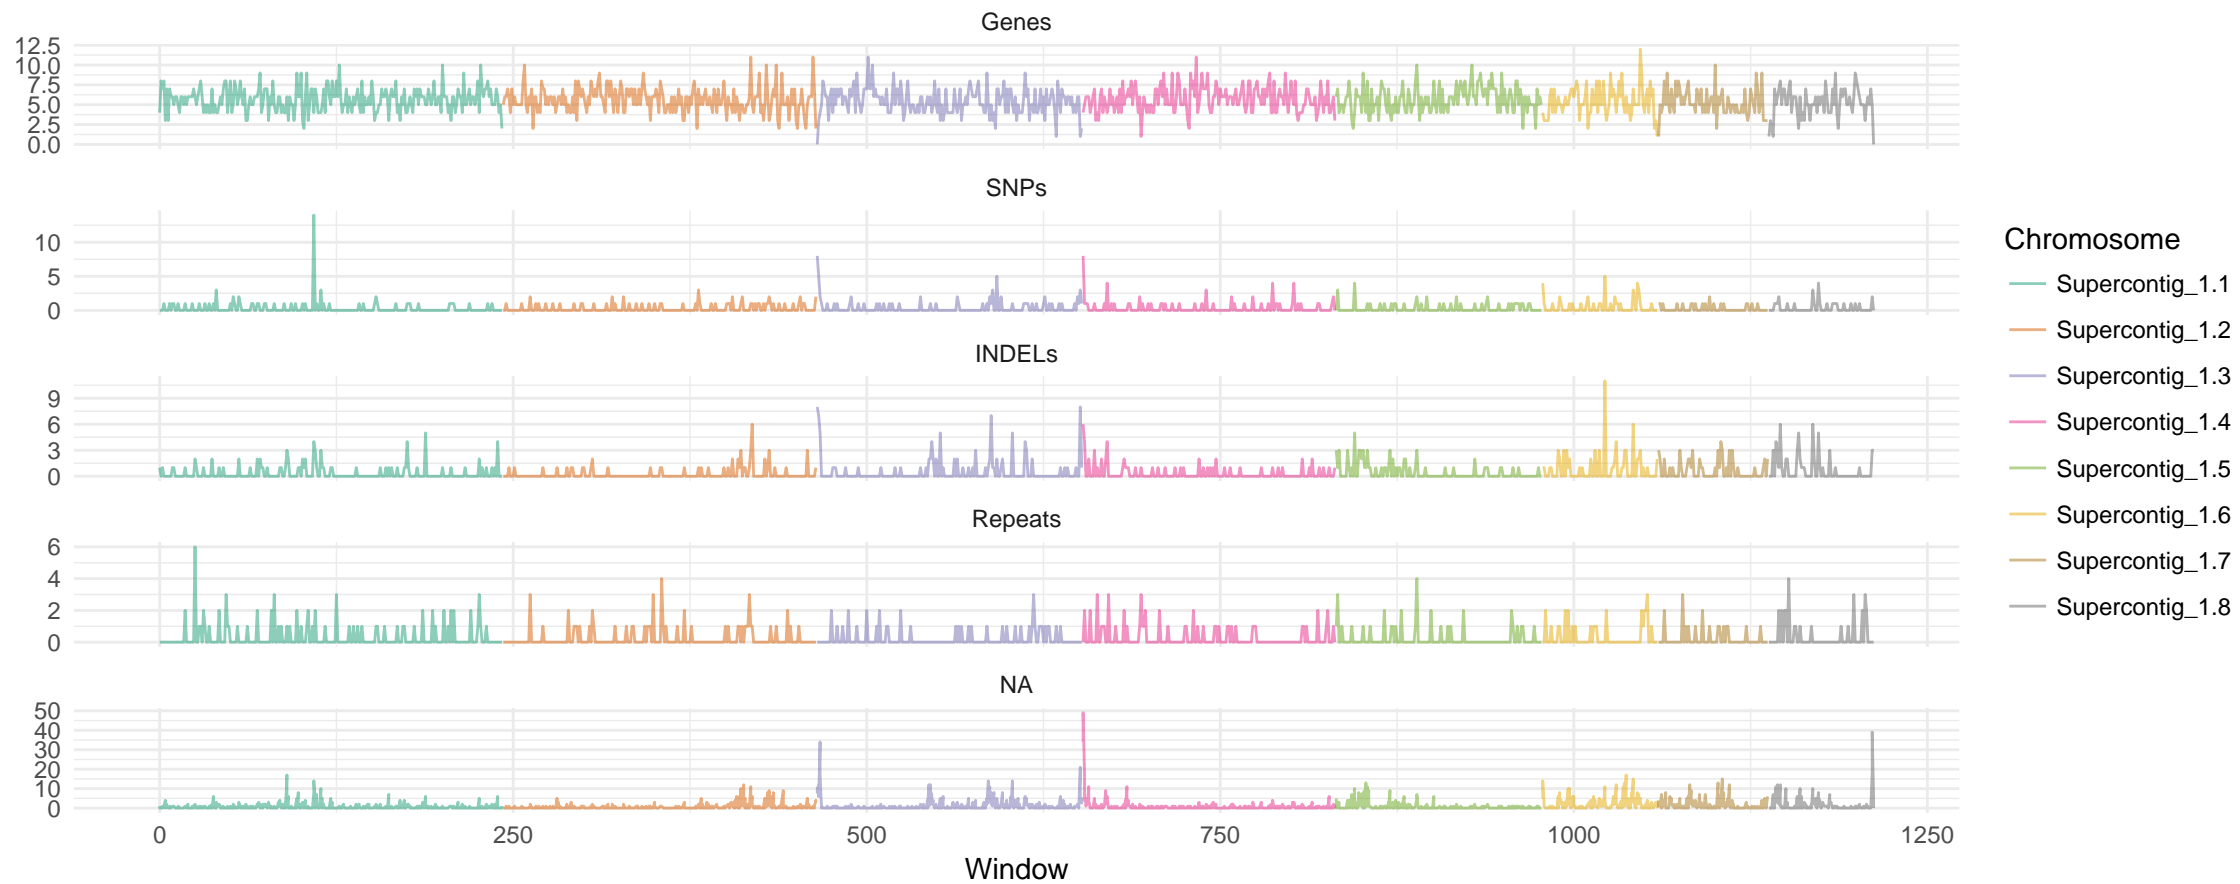 Genes
12.5
10.0
7.5
5.0
2.5
0.0
SNPs
10
5
0
INDELs
9
6
3
0
Repeats
6
4
2
0
NA
50
40
30
20
10
0
0 250 500 750 1000 1250
Window
Chromosome
Supercontig_1.1
Supercontig_1.2
Supercontig_1.3
Supercontig_1.4
Supercontig_1.5
Supercontig_1.6
Supercontig_1.7
Supercontig_1.8